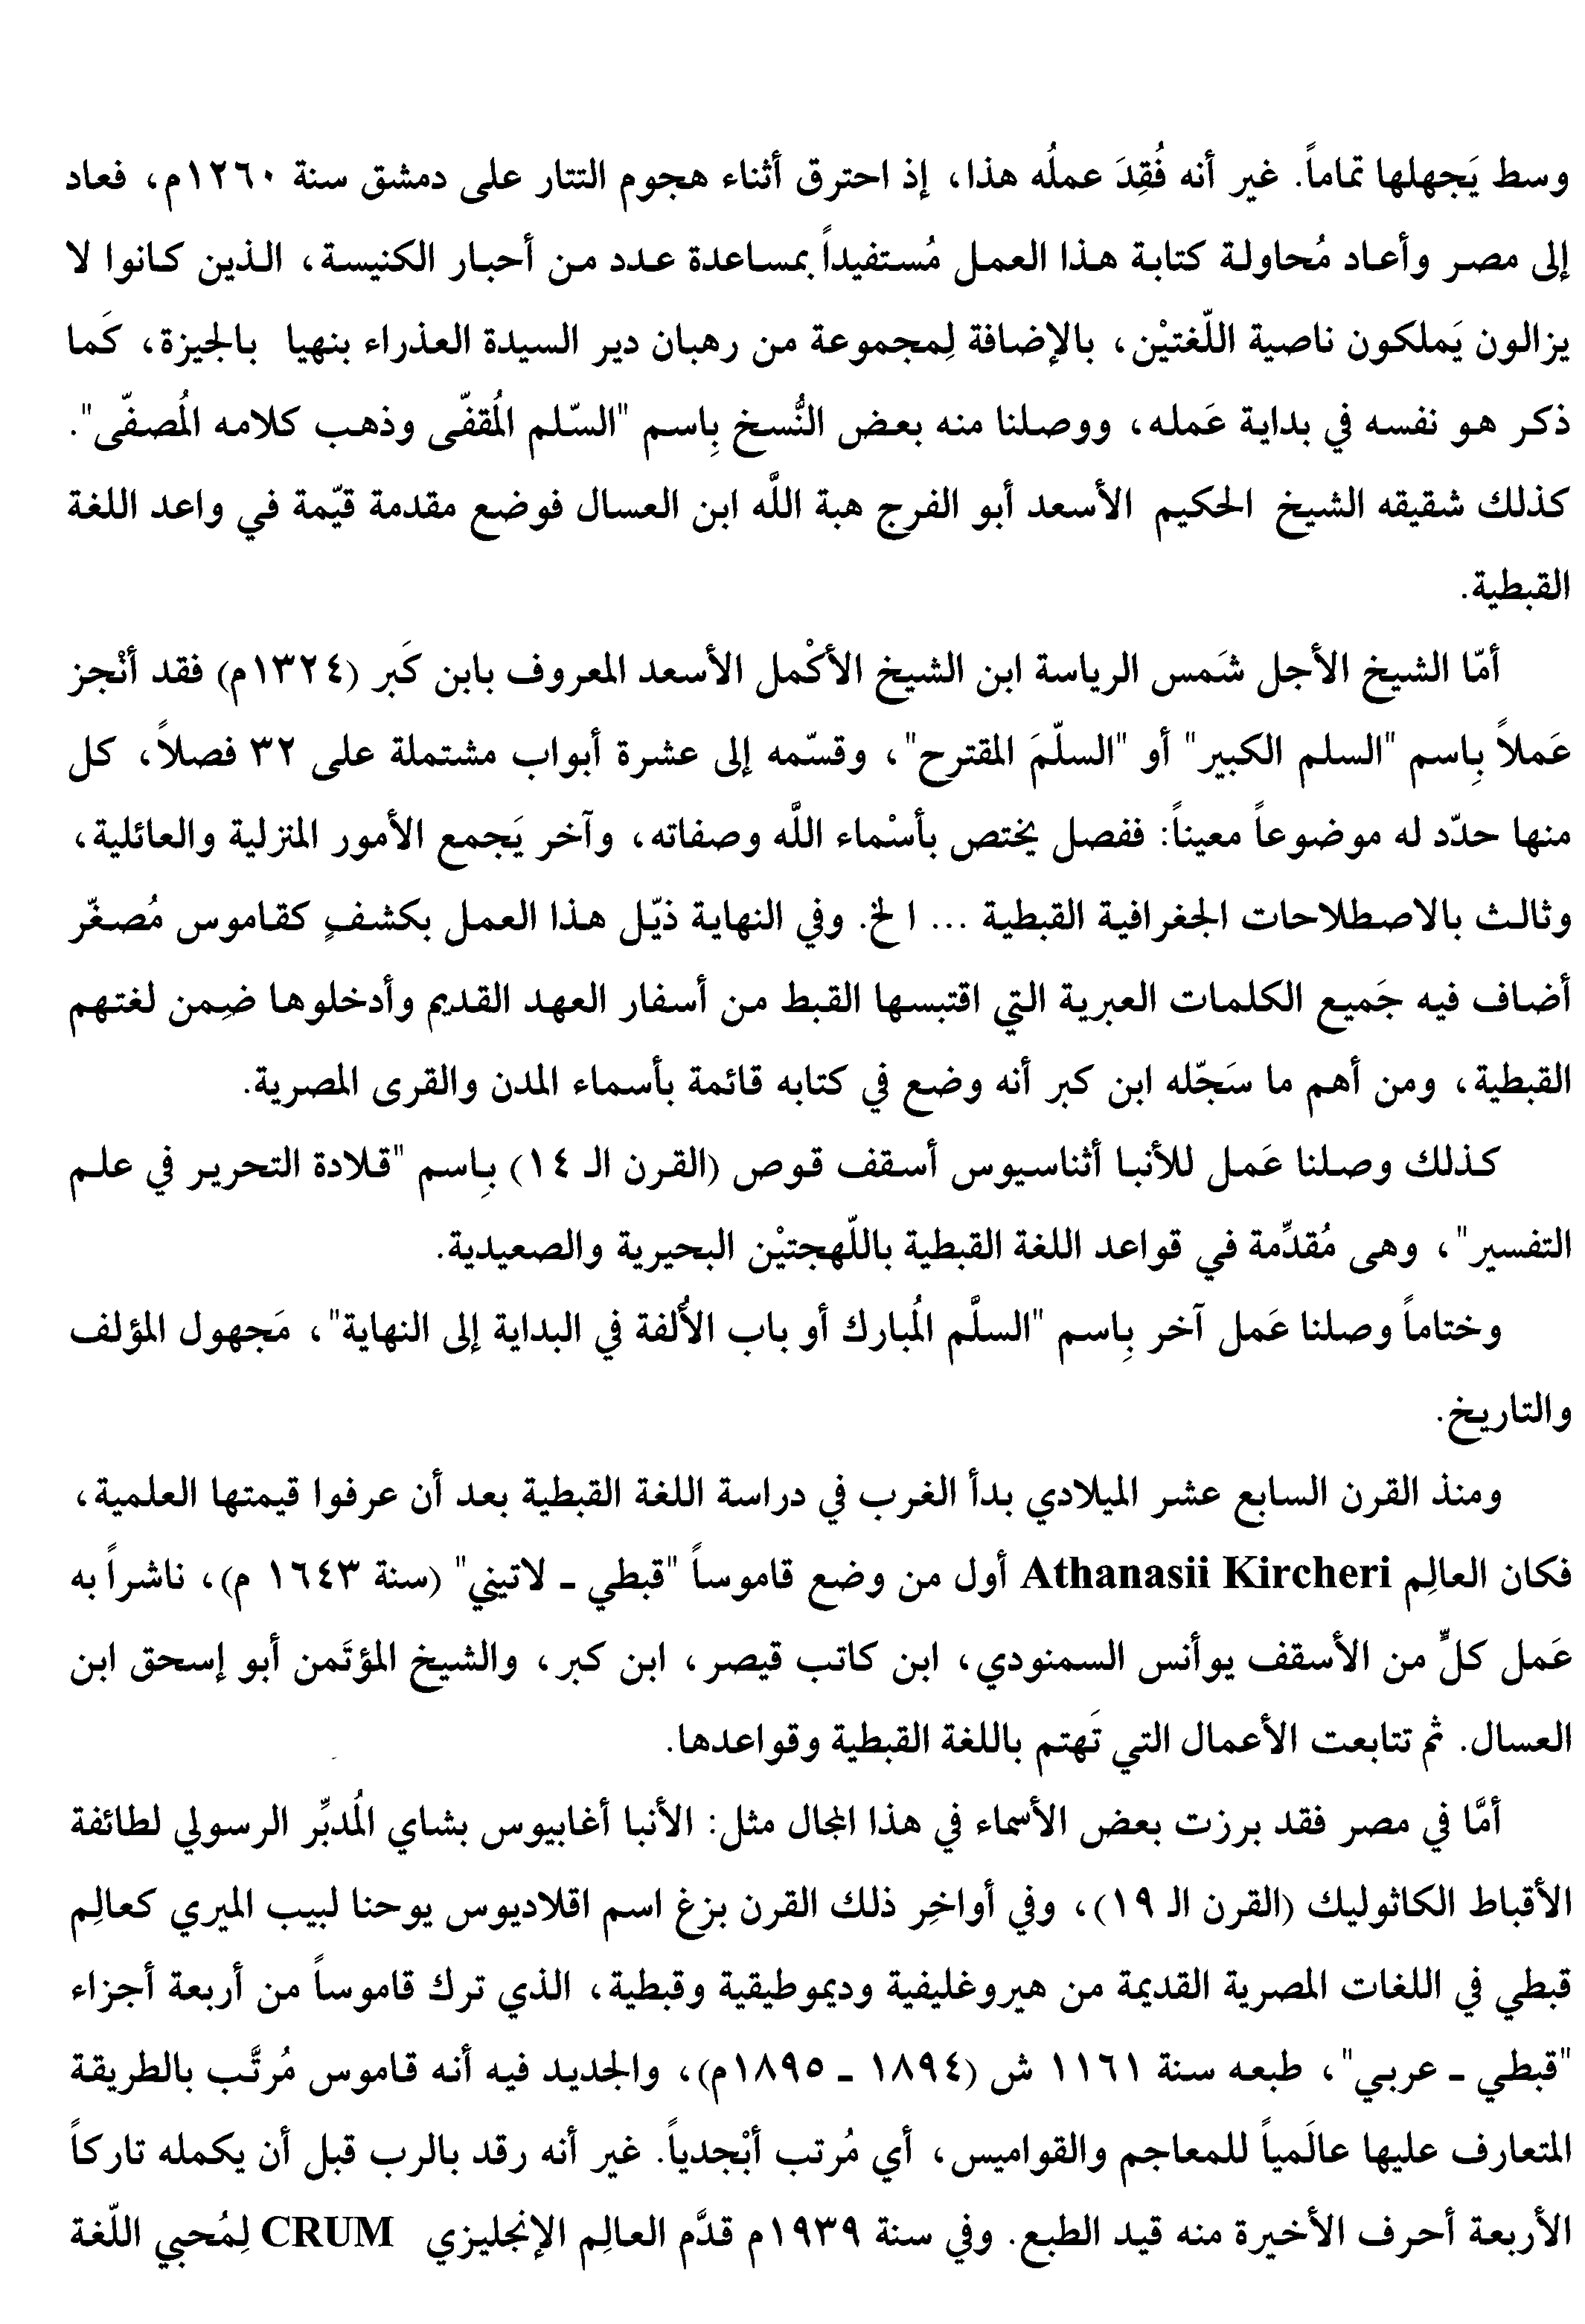 وسط يَجهلها تماماً. غير أنه فُقِدَ عملُه هذا، إذ احترق أثناء هجوم التتار على دمشق سنة ١٢٦٠م، فعاد
إلى مصر وأعاد مُحاولة كتابة هذا العمل مُستفيداً بمساعدة عدد من أحبار الكنيسة، الذين كانوا لا
يزالون يَملكون ناصية اللّغتيْن، بالإضافة لِمجموعة من رهبان دير السيدة العذراء بنهيا بالجيزة، كَما
ذكر هو نفسه في بداية عَمله، ووصلنا منه بعض النُّسخ بِاسم "السّلم المُقفّى وذهب كلامه المُصفّى".
كذلك شقيقه الشيخ الحكيم الأسعد أبو الفرج هبة اللَّه ابن العسال فوضع مقدمة قيّمة في واعد اللغة
القبطية.
أمّا الشيخ الأجل شَمس الرياسة ابن الشيخ الأكْمل الأسعد المعروف بابن كَبر (١٣٢٤م) فقد أنْجز
عَملاً بِاسم "السلم الكبير" أو "السلّمَ المقترح"، وقسّمه إلى عشرة أبواب مشتملة على ٣٢ فصلاً، كل
منها حدّد له موضوعاً معيناً: ففصل يختص بأسْماء اللَّه وصفاته، وآخر يَجمع الأمور المنزلية والعائلية،
وثالث بالاصطلاحات الجغرافية القبطية ... الخ. وفي النهاية ذيّل هذا العمل بكشفٍ كقاموس مُصغّر
أضاف فيه جَميع الكلمات العبرية التي اقتبسها القبط من أسفار العهد القديم وأدخلوها ضِمن لغتهم
القبطية، ومن أهم ما سَجّله ابن كبر أنه وضع في كتابه قائمة بأسماء المدن والقرى المصرية.
كذلك وصلنا عَمل للأنبا أثناسيوس أسقف قوص (القرن الـ ١٤) بِاسم "قلادة التحرير في علم
التفسير"، وهى مُقدِّمة في قواعد اللغة القبطية باللّهجتيْن البحيرية والصعيدية.
وختاماً وصلنا عَمل آخر بِاسم "السلَّم المُبارك أو باب الأُلفة في البداية إلى النهاية"، مَجهول المؤلف
والتاريخ.
ومنذ القرن السابع عشر الميلادي بدأ الغرب في دراسة اللغة القبطية بعد أن عرفوا قيمتها العلمية،
فكان العالِم Athanasii Kircheri أول من وضع قاموساً "قبطي ـ لاتيني" (سنة ١٦٤٣ م)، ناشراً به
عَمل كلٍّ من الأسقف يوأنس السمنودي، ابن كاتب قيصر، ابن كبر، والشيخ المؤتَمن أبو إسحق ابن
العسال. ثم تتابعت الأعمال التي تَهتم باللغة القبطية وقواعدها.
أمَّا في مصر فقد برزت بعض الأسماء في هذا المجال مثل: الأنبا أغابيوس بشاي المُدبِّر الرسولي لطائفة
الأقباط الكاثوليك (القرن الـ ١٩)، وفي أواخِر ذلك القرن بزغ اسم اقلاديوس يوحنا لبيب الميري كعالِم
قبطي في اللغات المصرية القديمة من هيروغليفية وديموطيقية وقبطية، الذي ترك قاموساً من أربعة أجزاء
"قبطي ـ عربي"، طبعه سنة ١١٦١ ش (١٨٩٤ ـ ١٨٩٥م)، والجديد فيه أنه قاموس مُرتَّب بالطريقة
المتعارف عليها عالَمياً للمعاجم والقواميس، أي مُرتب أبْجدياً. غير أنه رقد بالرب قبل أن يكمله تاركاً
الأربعة أحرف الأخيرة منه قيد الطبع. وفي سنة ١٩٣٩م قدَّم العالِم الإنجليزي CRUM لِمُحبي اللّغة